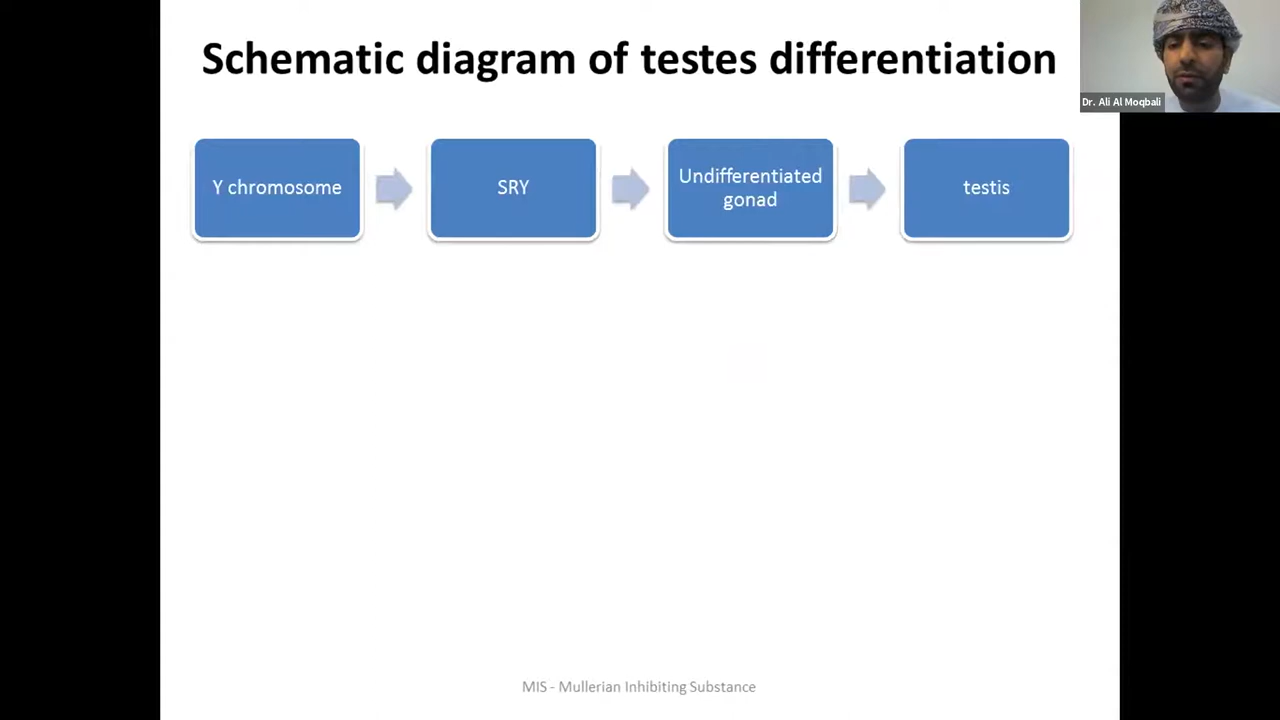 Schematic diagram of testes differentiation
Dr. Ali Al Moqbali
Y chromosome
SRY
Undifferentiated
gonad
testis
MIS - Mullerian Inhibiting Substance